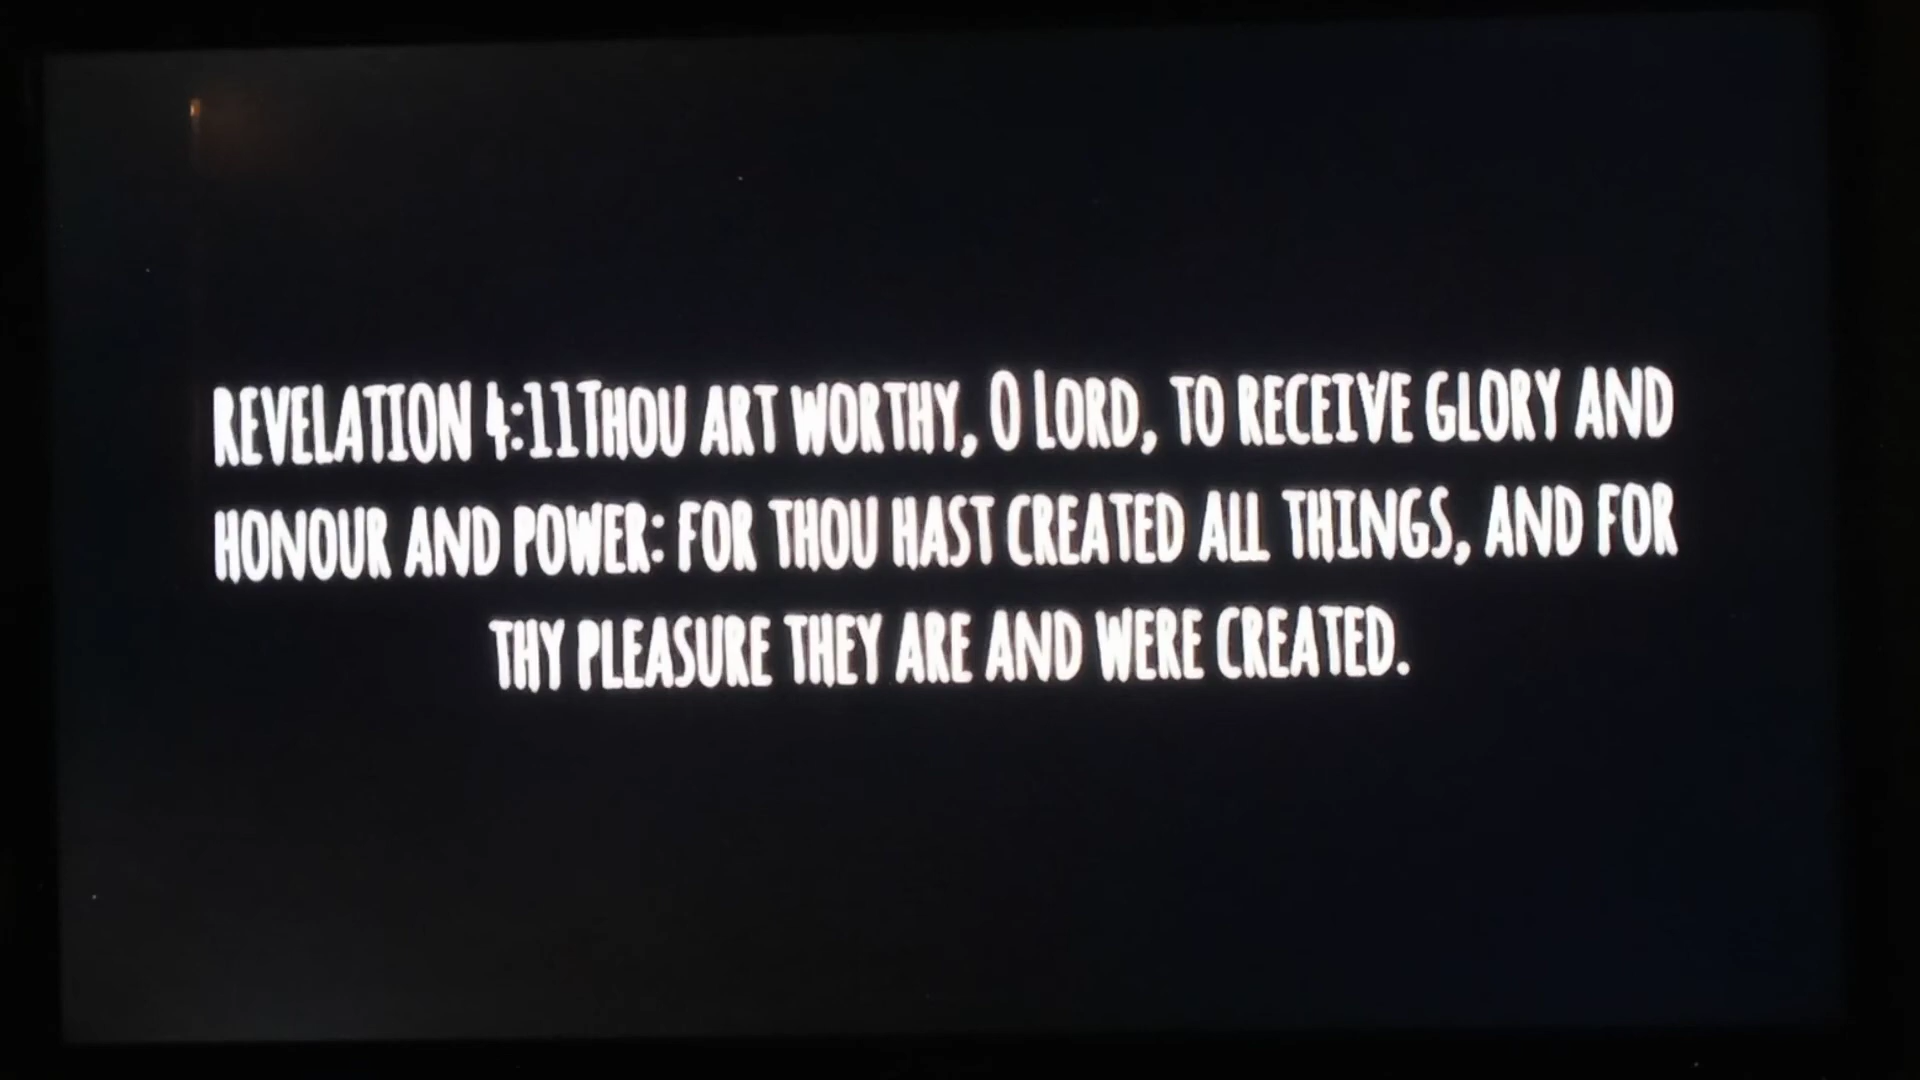 REVELATION 4:11THOU ART WORTHY, O LORD, TO RECEIVE GLORY AND
HONOUR AND POWER: FOR THOU HAST CREATED ALL THINGS, AND FOR
THY PLEASURE THEY ARE AND WERE CREATED.